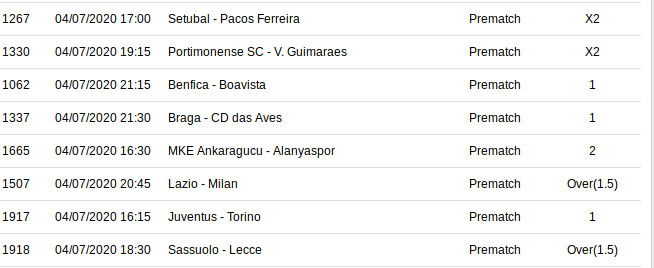 1267 04/07/2020 17:00 Setubal - Pacos Ferreira Prematch X2
1330 04/07/2020 19:15 Portimonense SC - V. Guimaraes Prematch X2
1062 04/07/2020 21:15 Benfica - Boavista Prematch 1
1337 04/07/2020 21:30 Braga - CD das Aves Prematch 1
1665 04/07/2020 16:30 MKE Ankaragucu - Alanyaspor Prematch 2
1507 04/07/2020 20:45 Lazio - Milan Prematch Over(1.5)
1917 04/07/2020 16:15 Juventus - Torino Prematch 1
1918 04/07/2020 18:30 Sassuolo - Lecce Prematch Over(1.5)